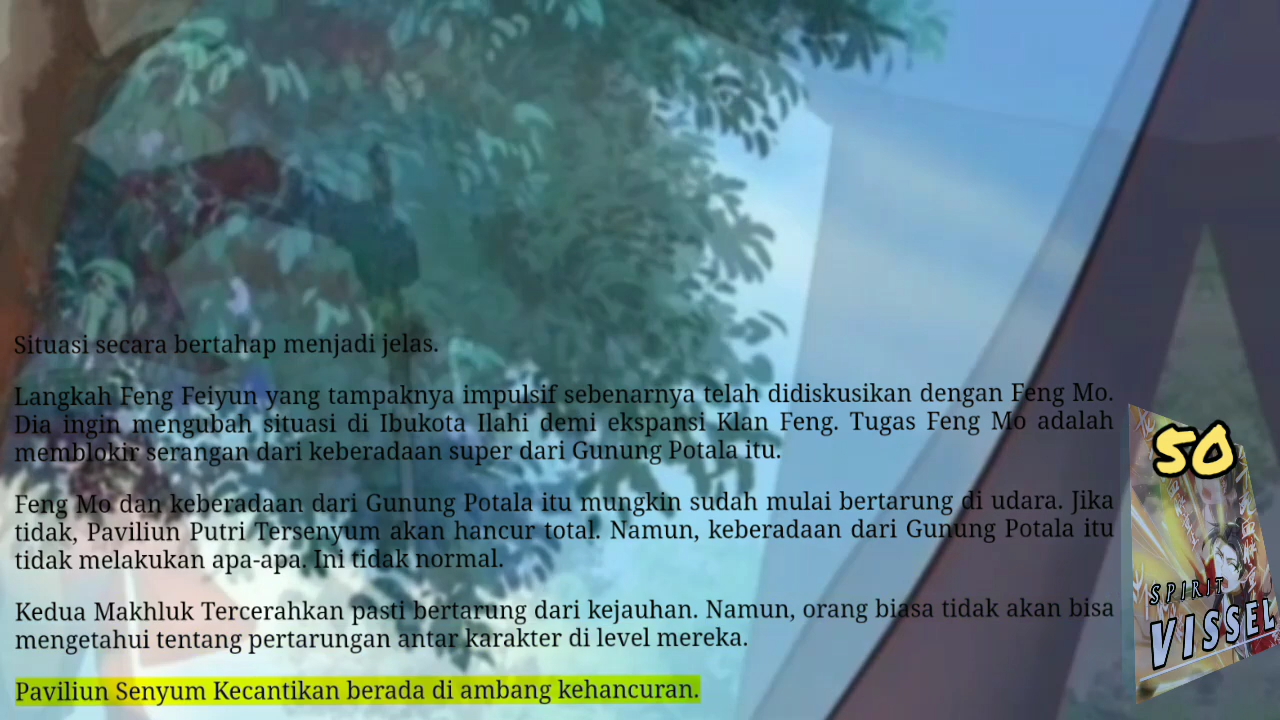 Situasi secara bertahap menjadi jelas.
Langkah Feng Feiyun yang tampaknya impulsif sebenarnya telah didiskusikan dengan Feng Mo.
Dia ingin mengubah situasi di Ibukota Ilahi demi ekspansi Klan Feng. Tugas Feng Mo adalah
memblokir serangan dari keberadaan super dari Gunung Potala itu.
Feng Mo dan keberadaan dari Gunung Potala itu mungkin sudah mulai bertarung di udara. Jika
tidak, Paviliun Putri Tersenyum akan hancur total. Namun, keberadaan dari Gunung Potala itu
tidak melakukan apa-apa. Ini tidak normal.
Kedua Makhluk Tercerahkan pasti bertarung dari kejauhan. Namun, orang biasa tidak akan bisa
mengetahui tentang pertarungan antar karakter di level mereka.
Paviliun Senyum Kecantikan berada di ambang kehancuran.
50
SPIRIT
VISSEL